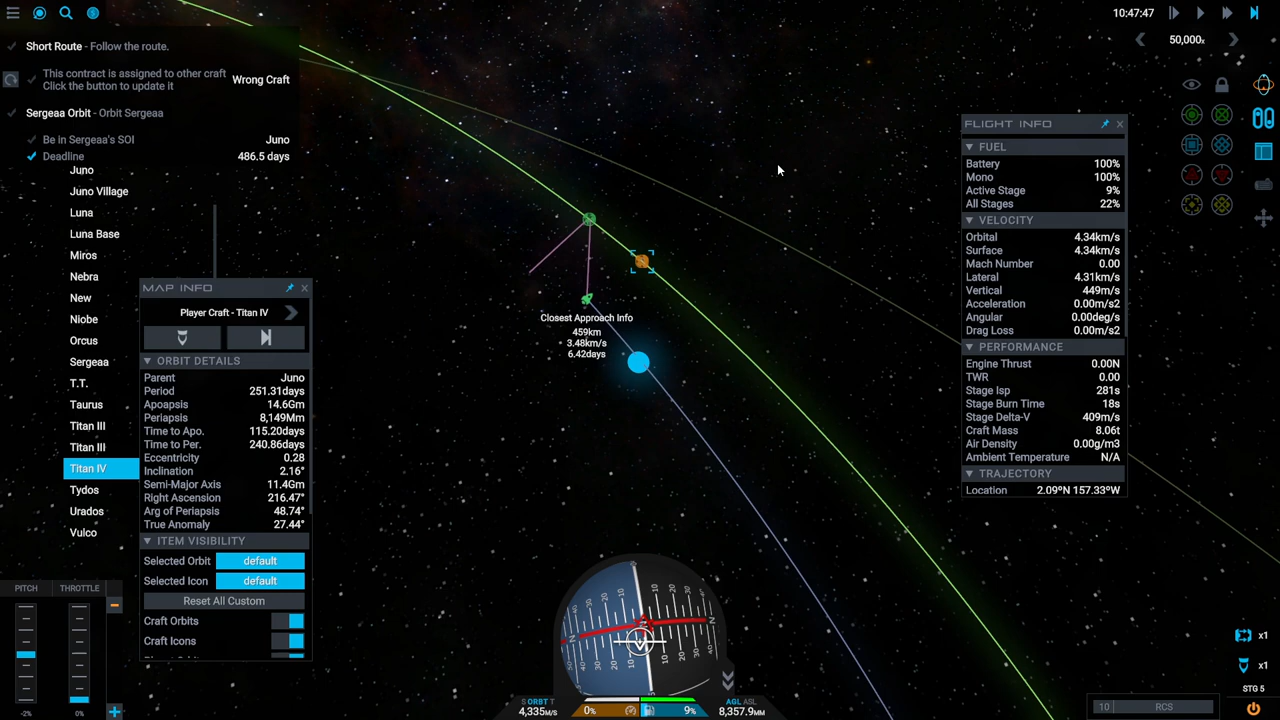 10:47:47
50,000x
Short Route - Follow the route.
This contract is assigned to other craft
Click the button to update it
Wrong Craft
Sergeaa Orbit - Orbit Sergeaa
Be in Sergeaa's SOI Juno
Deadline 486.5 days
Juno
Juno Village
Luna
Luna Base
Miros
Nebra
New
Niobe
Orcus
Sergeaa
T.T.
Taurus
Titan III
Titan III
Titan IV
Tydos
Urados
Vulco
MAP INFO
Player Craft - Titan IV
ORBIT DETAILS
Parent Juno
Period 251.31days
Apoapsis 14.6Gm
Periapsis 8,149Mm
Time to Apo. 115.20days
Time to Per. 240.86days
Eccentricity 0.28
Inclination 2.16°
Semi-Major Axis 11.4Gm
Right Ascension 216.47°
Arg of Periapsis 48.74°
True Anomaly 27.44°
ITEM VISIBILITY
Selected Orbit default
Selected Icon default
Reset All Custom
Craft Orbits
Craft Icons
Closest Approach Info
459km
3.48km/s
6.42days
FLIGHT INFO
FUEL
Battery 100%
Mono 100%
Active Stage 9%
All Stages 22%
VELOCITY
Orbital 4.34km/s
Surface 4.34km/s
Mach Number 0.00
Lateral 4.31km/s
Vertical 449m/s
Acceleration 0.00m/s2
Angular 0.00deg/s
Drag Loss 0.00m/s2
PERFORMANCE
Engine Thrust 0.00N
TWR 0.00
Stage Isp 281s
Stage Burn Time 18s
Stage Delta-V 409m/s
Craft Mass 8.06t
Air Density 0.00g/m3
Ambient Temperature N/A
TRAJECTORY
Location 2.09ºN 157.33ºW
PITCH THROTTLE
-2% 0%
S ORBT T
4,335M/S
0%
9%
AGL ASL
8,357.9MM
x1
x1
STG 5
10 RCS